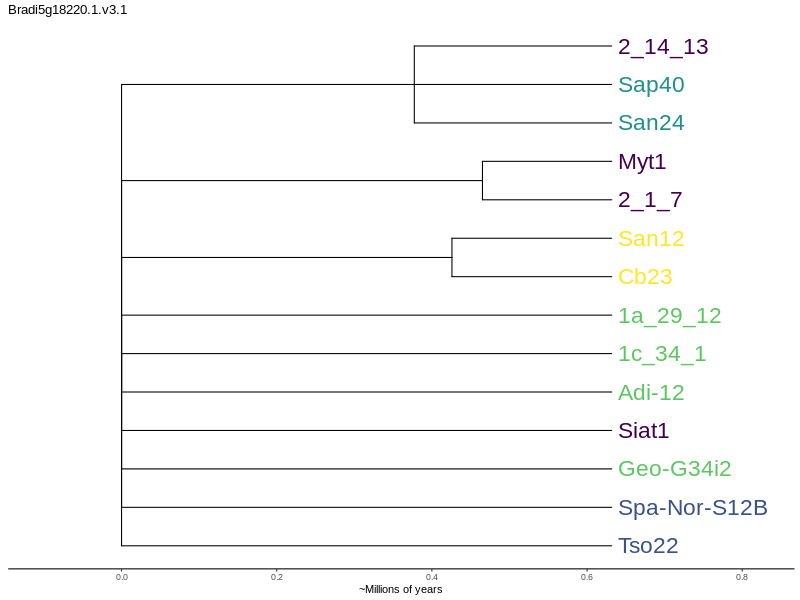 Bradi5g18220.1.v3.1
2_14_13
Sap40
San24
Myt1
2_1_7
San12
Cb23
1a_29_12
1c_34_1
Adi-12
Siat1
Geo-G34i2
Spa-Nor-S12B
Tso22
0.0 0.2 0.4 0.6 0.8
~Millions of years